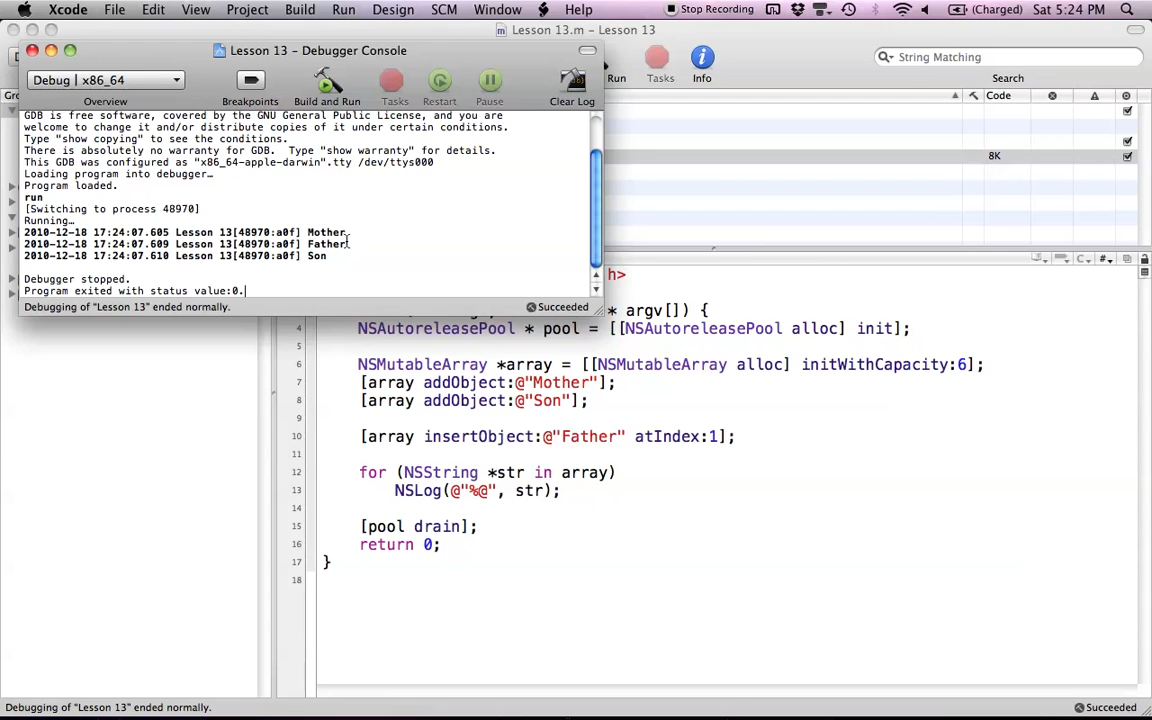 Xcode File Edit View Project Build Run Design SCM Window Help Stop Recording (Charged) Sat 5:24 PM
Lesson 13.m - Lesson 13
Lesson 13 – Debugger Console
Debug | x86_64
Overview Breakpoints Build and Run Tasks Restart Pause Clear Log
Run Tasks Info
String Matching
Search
GDB is free software, covered by the GNU General Public License, and you are
welcome to change it and/or distribute copies of it under certain conditions.
Type "show copying" to see the conditions.
There is absolutely no warranty for GDB.  Type "show warranty" for details.
This GDB was configured as "x86_64-apple-darwin".tty /dev/ttys000
Loading program into debugger…
Program loaded.
run
[Switching to process 48970]
Running…
2010-12-18 17:24:07.605 Lesson 13[48970:a0f] Mother
2010-12-18 17:24:07.609 Lesson 13[48970:a0f] Father
2010-12-18 17:24:07.610 Lesson 13[48970:a0f] Son
Debugger stopped.
Program exited with status value:0.
Debugging of "Lesson 13" ended normally. Succeeded
Code
8K
h>
* argv[]) {
4 NSAutoreleasePool * pool = [[NSAutoreleasePool alloc] init];
5
6 NSMutableArray *array = [[NSMutableArray alloc] initWithCapacity:6];
7 [array addObject:@"Mother"];
8 [array addObject:@"Son"];
9
10 [array insertObject:@"Father" atIndex:1];
11
12 for (NSString *str in array)
13 NSLog(@"%@", str);
14
15 [pool drain];
16 return 0;
17 }
18
Debugging of "Lesson 13" ended normally. Succeeded